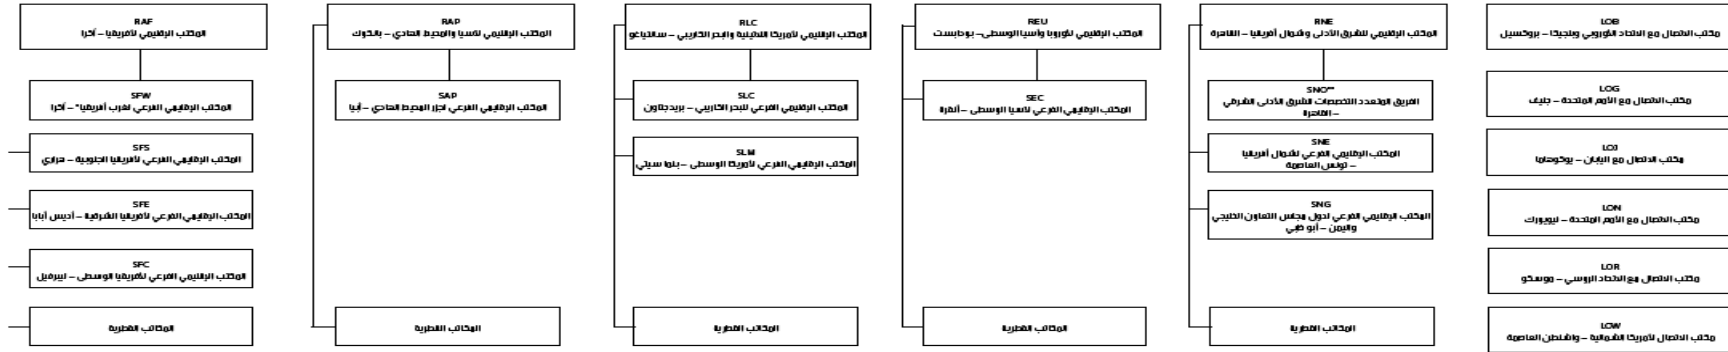 RAF
المكتب الإقليمي لأفريقيا – أكرا
SFW
المكتب الإقليمي الفرعي لغرب أفريقيا* – أكرا
SFS
المكتب الإقليمي الفرعي لأفريقيا الجنوبية – هراري
SFE
المكتب الإقليمي الفرعي لأفريقيا الشرقية – أديس أبابا
SFC
المكتب الإقليمي الفرعي لأفريقيا الوسطى – ليبرفيل
المكاتب القطرية
RAP
المكتب الإقليمي لآسيا والمحيط الهادي – بانكوك
SAP
المكتب الإقليمي الفرعي لجزر المحيط الهادي – أبيا
المكاتب القطرية
RLC
المكتب الإقليمي لأمريكا اللاتينية والبحر الكاريبي – سانتياغو
SLC
المكتب الإقليمي الفرعي للبحر الكاريبي – بريدجتاون
SLM
المكتب الإقليمي الفرعي لأمريكا الوسطى – بنما سيتي
المكاتب القطرية
REU
المكتب الإقليمي لأوروبا وآسيا الوسطى – بودابست
SEC
المكتب الإقليمي الفرعي لآسيا الوسطى – أنقرة
المكاتب القطرية
RNE
المكتب الإقليمي للشرق الأدنى وشمال أفريقيا – القاهرة
SNO**
الفريق المتعدد التخصصات للشرق الأدنى الشرقي
– القاهرة
SNE
المكتب الإقليمي الفرعي لشمال أفريقيا
– تونس العاصمة
SNG
المكتب الإقليمي الفرعي لدول مجلس التعاون الخليجي
واليمن – أبو ظبي
المكاتب القطرية
LOB
مكتب الاتصال مع الاتحاد الأوروبي وبلجيكا – بروكسيل
LOG
مكتب الاتصال مع الأمم المتحدة – جنيف
LOJ
مكتب الاتصال مع اليابان – يوكوهاما
LON
مكتب الاتصال مع الأمم المتحدة – نيويورك
LOR
مكتب الاتصال مع الاتحاد الروسي – موسكو
LOW
مكتب الاتصال لأمريكا الشمالية – واشنطن العاصمة